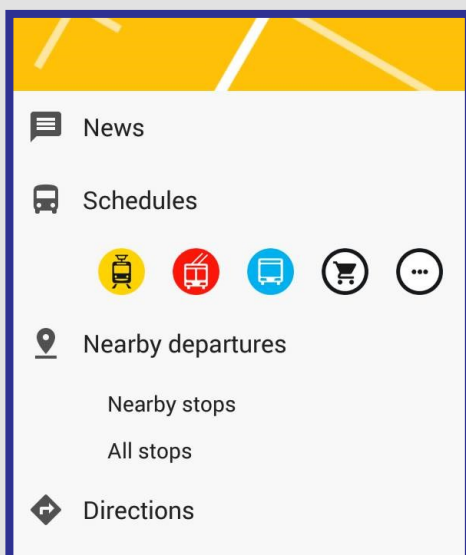 News
Schedules
Nearby departures
Nearby stops
All stops
Directions